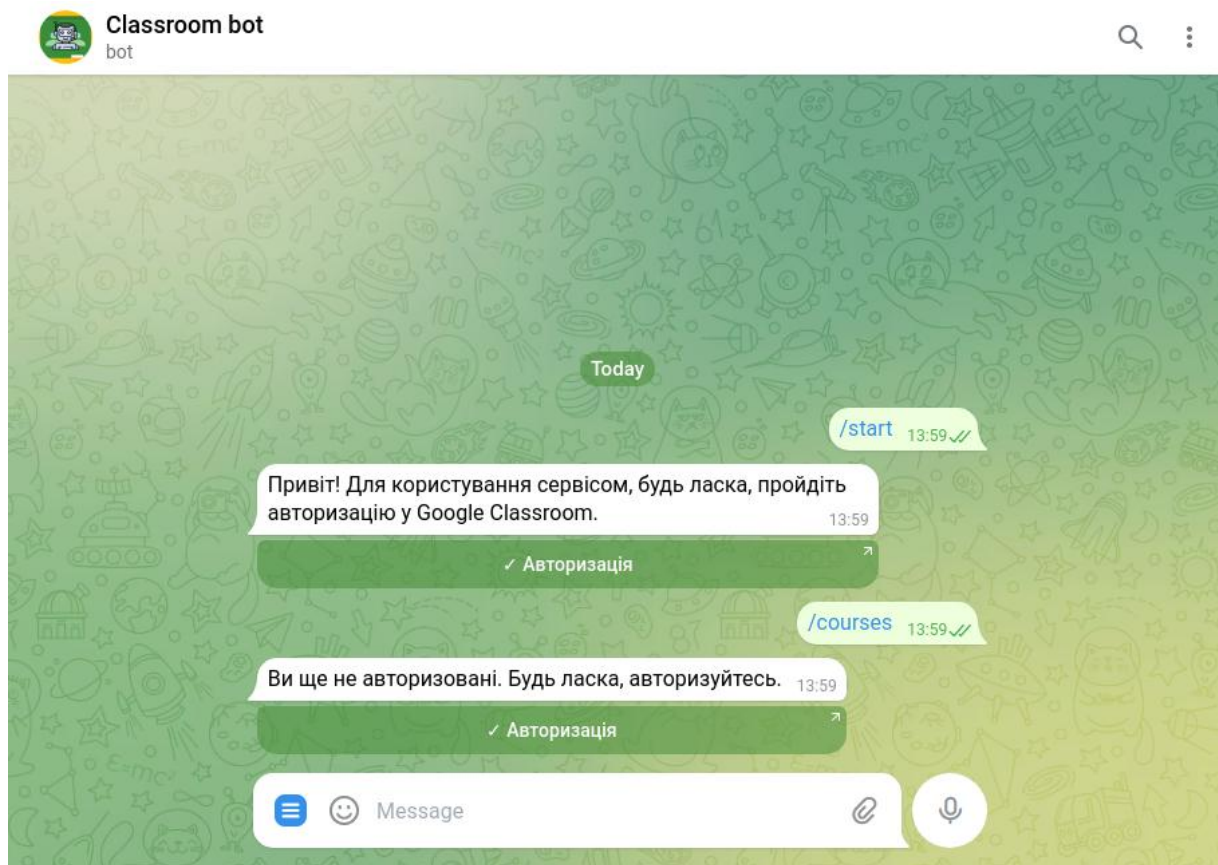 Classroom bot
bot
Today
/start 13:59
Привіт! Для користування сервісом, будь ласка, пройдіть
авторизацію у Google Classroom.
13:59
✓ Авторизація
/courses 13:59
Ви ще не авторизовані. Будь ласка, авторизуйтесь. 13:59
✓ Авторизація
Message